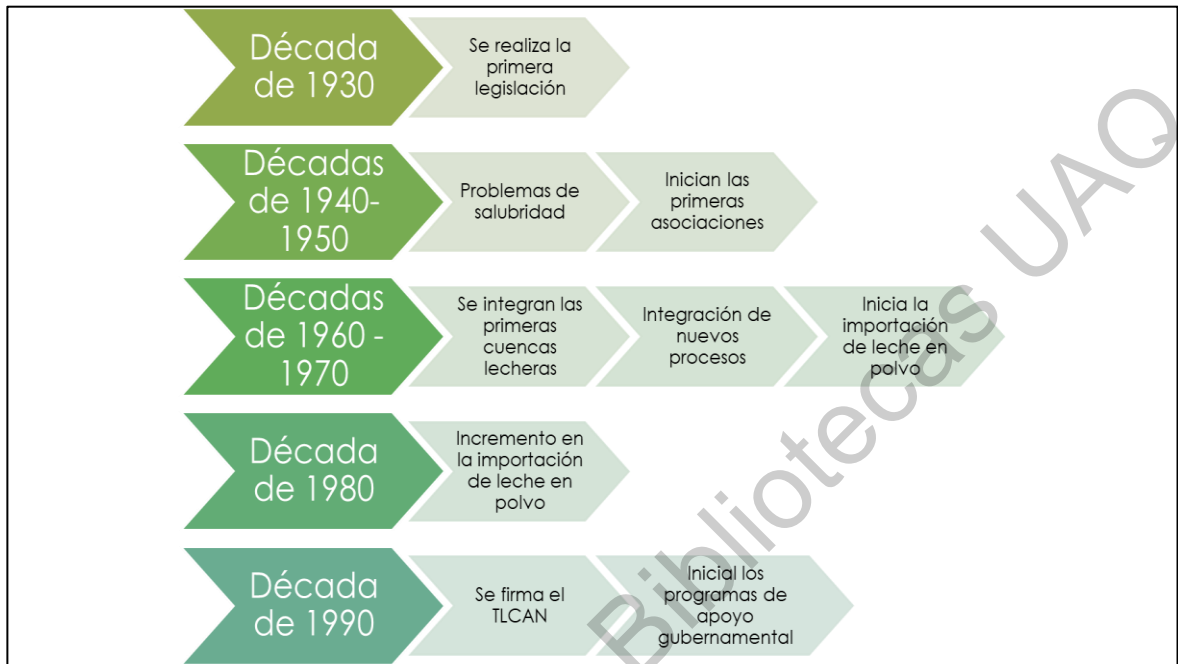 Década
de 1930
Se realiza la
primera
legislación
Décadas
de 1940-
1950
Problemas de
salubridad
Inician las
primeras
asociaciones
Décadas
de 1960 -
1970
Se integran las
primeras
cuencas
lecheras
Integración de
nuevos
procesos
Inicia la
importación
de leche en
polvo
Década
de 1980
Incremento en
la importación
de leche en
polvo
Década
de 1990
Se firma el
TLCAN
Inicial los
programas de
apoyo
gubernamental
Bibliotecas UAQ